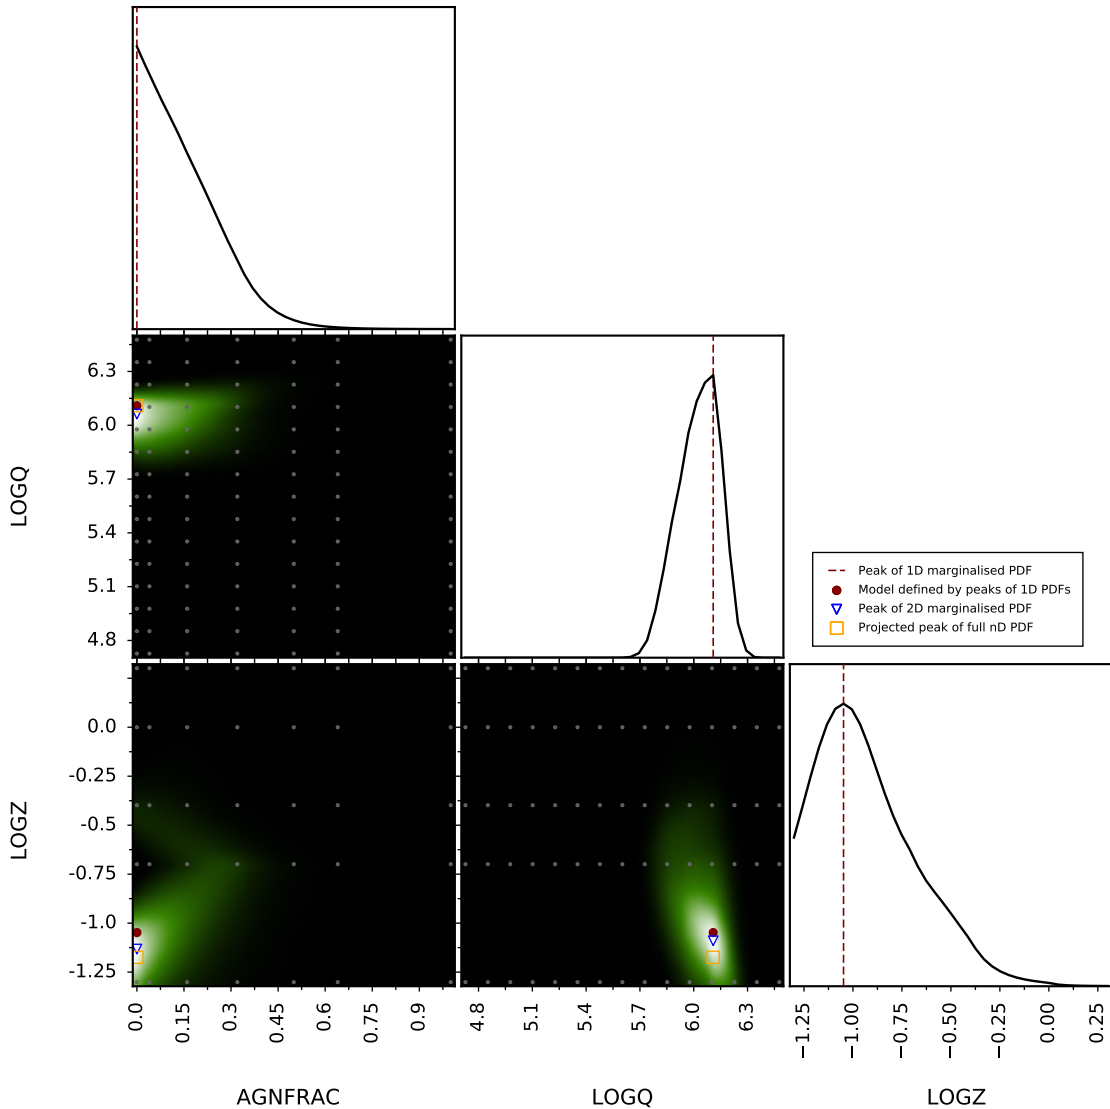 6.3
6.0
5.7
5.4
5.1
4.8
LOGQ
Peak of 1D marginalised PDF
Model defined by peaks of 1D PDFs
Peak of 2D marginalised PDF
Projected peak of full nD PDF
0.0
-0.25
-0.5
-0.75
-1.0
-1.25
LOGZ
0.0 0.15 0.3 0.45 0.6 0.75 0.9
4.8 5.1 5.4 5.7 6.0 6.3
−1.25 −1.00 −0.75 −0.50 −0.25 0.00 0.25
AGNFRAC LOGQ LOGZ